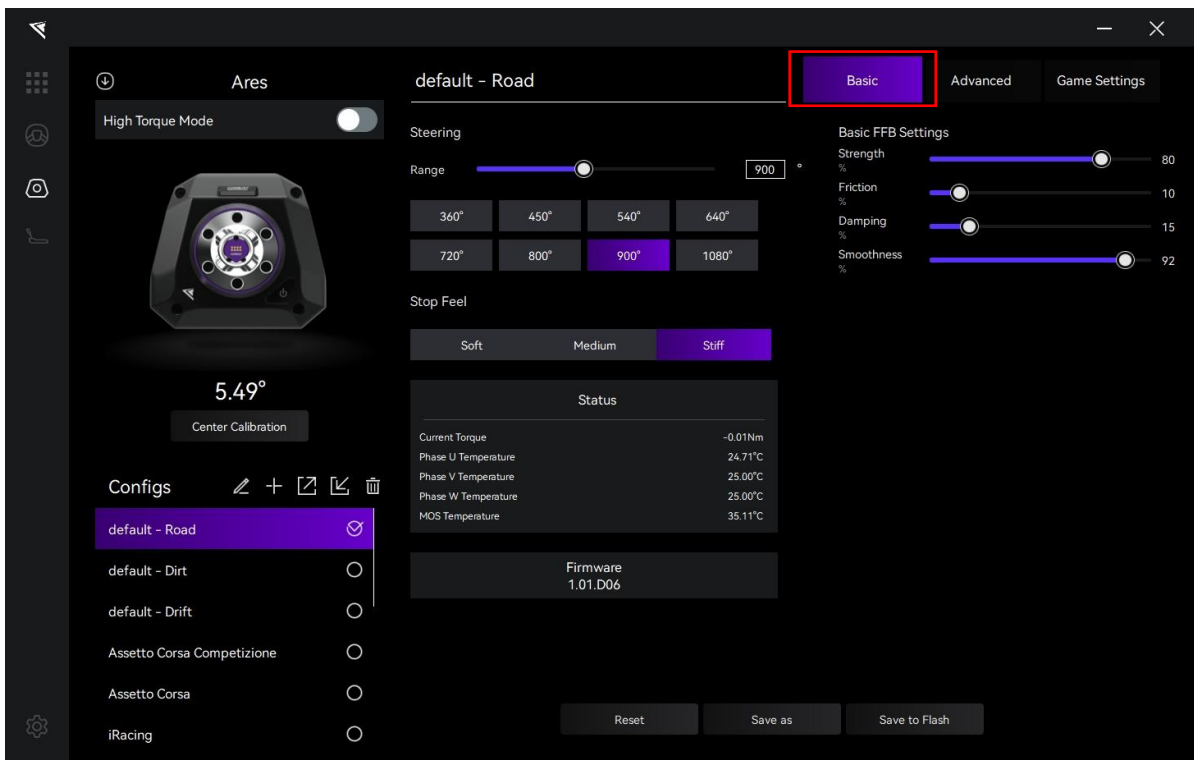 Ares
High Torque Mode
5.49°
Center Calibration
Configs
default - Road
default - Dirt
default - Drift
Assetto Corsa Competizione
Assetto Corsa
iRacing
default - Road
Steering
Range 900 °
360° 450° 540° 640°
720° 800° 900° 1080°
Stop Feel
Soft Medium Stiff
Status
Current Torque -0.01Nm
Phase U Temperature 24.71°C
Phase V Temperature 25.00°C
Phase W Temperature 25.00°C
MOS Temperature 35.11°C
Firmware
1.01.D06
Basic Advanced Game Settings
Basic FFB Settings
Strength
% 80
Friction
% 10
Damping
% 15
Smoothness
% 92
Reset Save as Save to Flash